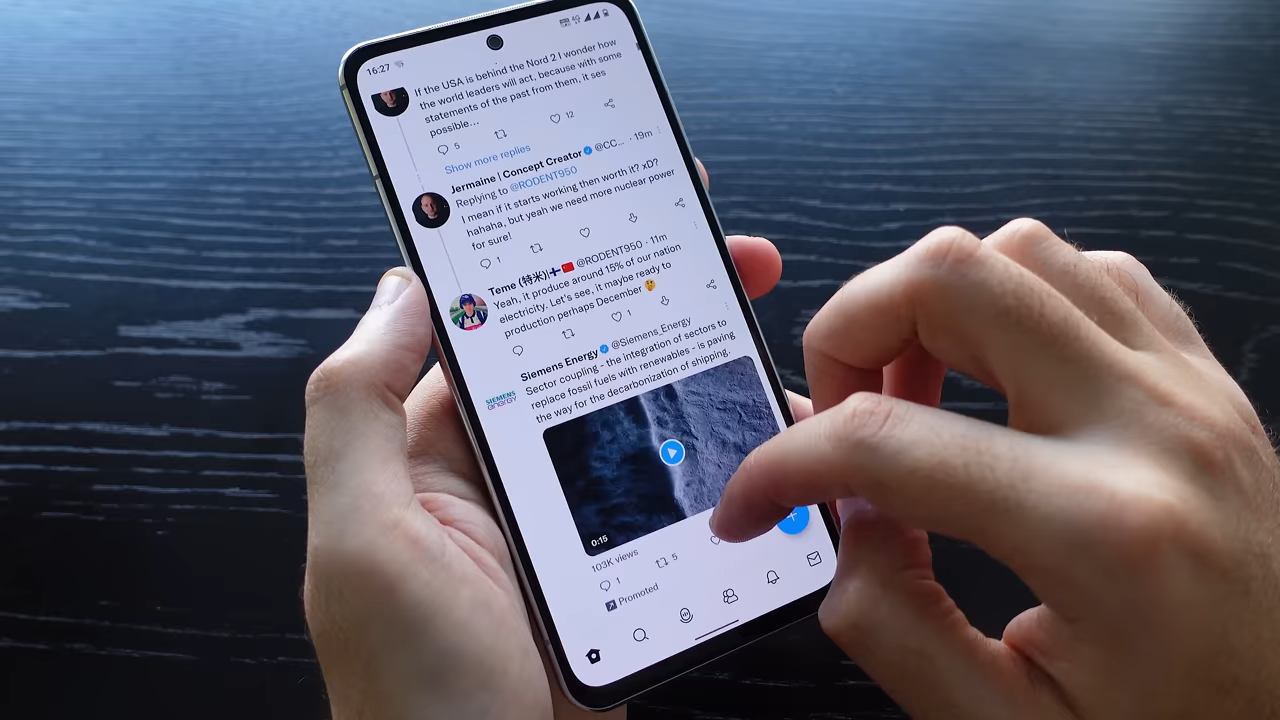 16:27
4G
If the USA is behind the Nord 2 I wonder how
the world leaders will act, because with some
statements of the past from them, it ses
possible...
5
12
Show more replies
Jermaine | Concept Creator @CC... · 19m
Replying to @RODENT950
I mean if it starts working then worth it? xD?
hahaha, but yeah we need more nuclear power
for sure!
1
Teme (特米)|🇫🇮🇨🇳 @RODENT950 · 11m
Yeah, it produce around 15% of our nation
electricity. Let's see, it maybe ready to
production perhaps December 🤔
1
Siemens Energy @Siemens_Energy
SIEMENS
energy
Sector coupling - the integration of sectors to
replace fossil fuels with renewables - is paving
the way for the decarbonization of shipping.
0:15
103K views
1
5
Promoted